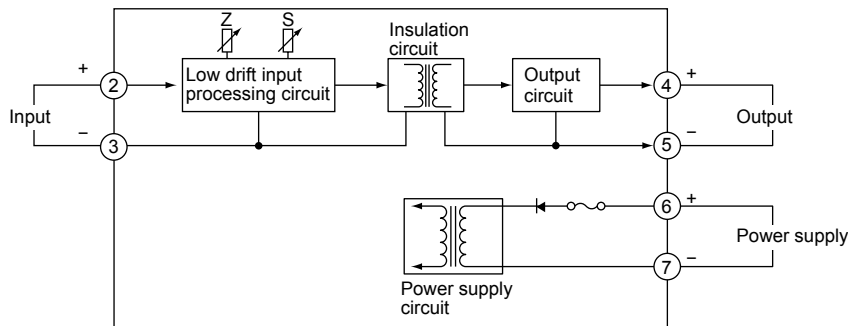 Z
S
Insulation
circuit
+
2
Low drift input
processing circuit
Output
circuit
4
+
Input
Output
−
3
5
−
6
+
Power supply
7
−
Power supply
circuit